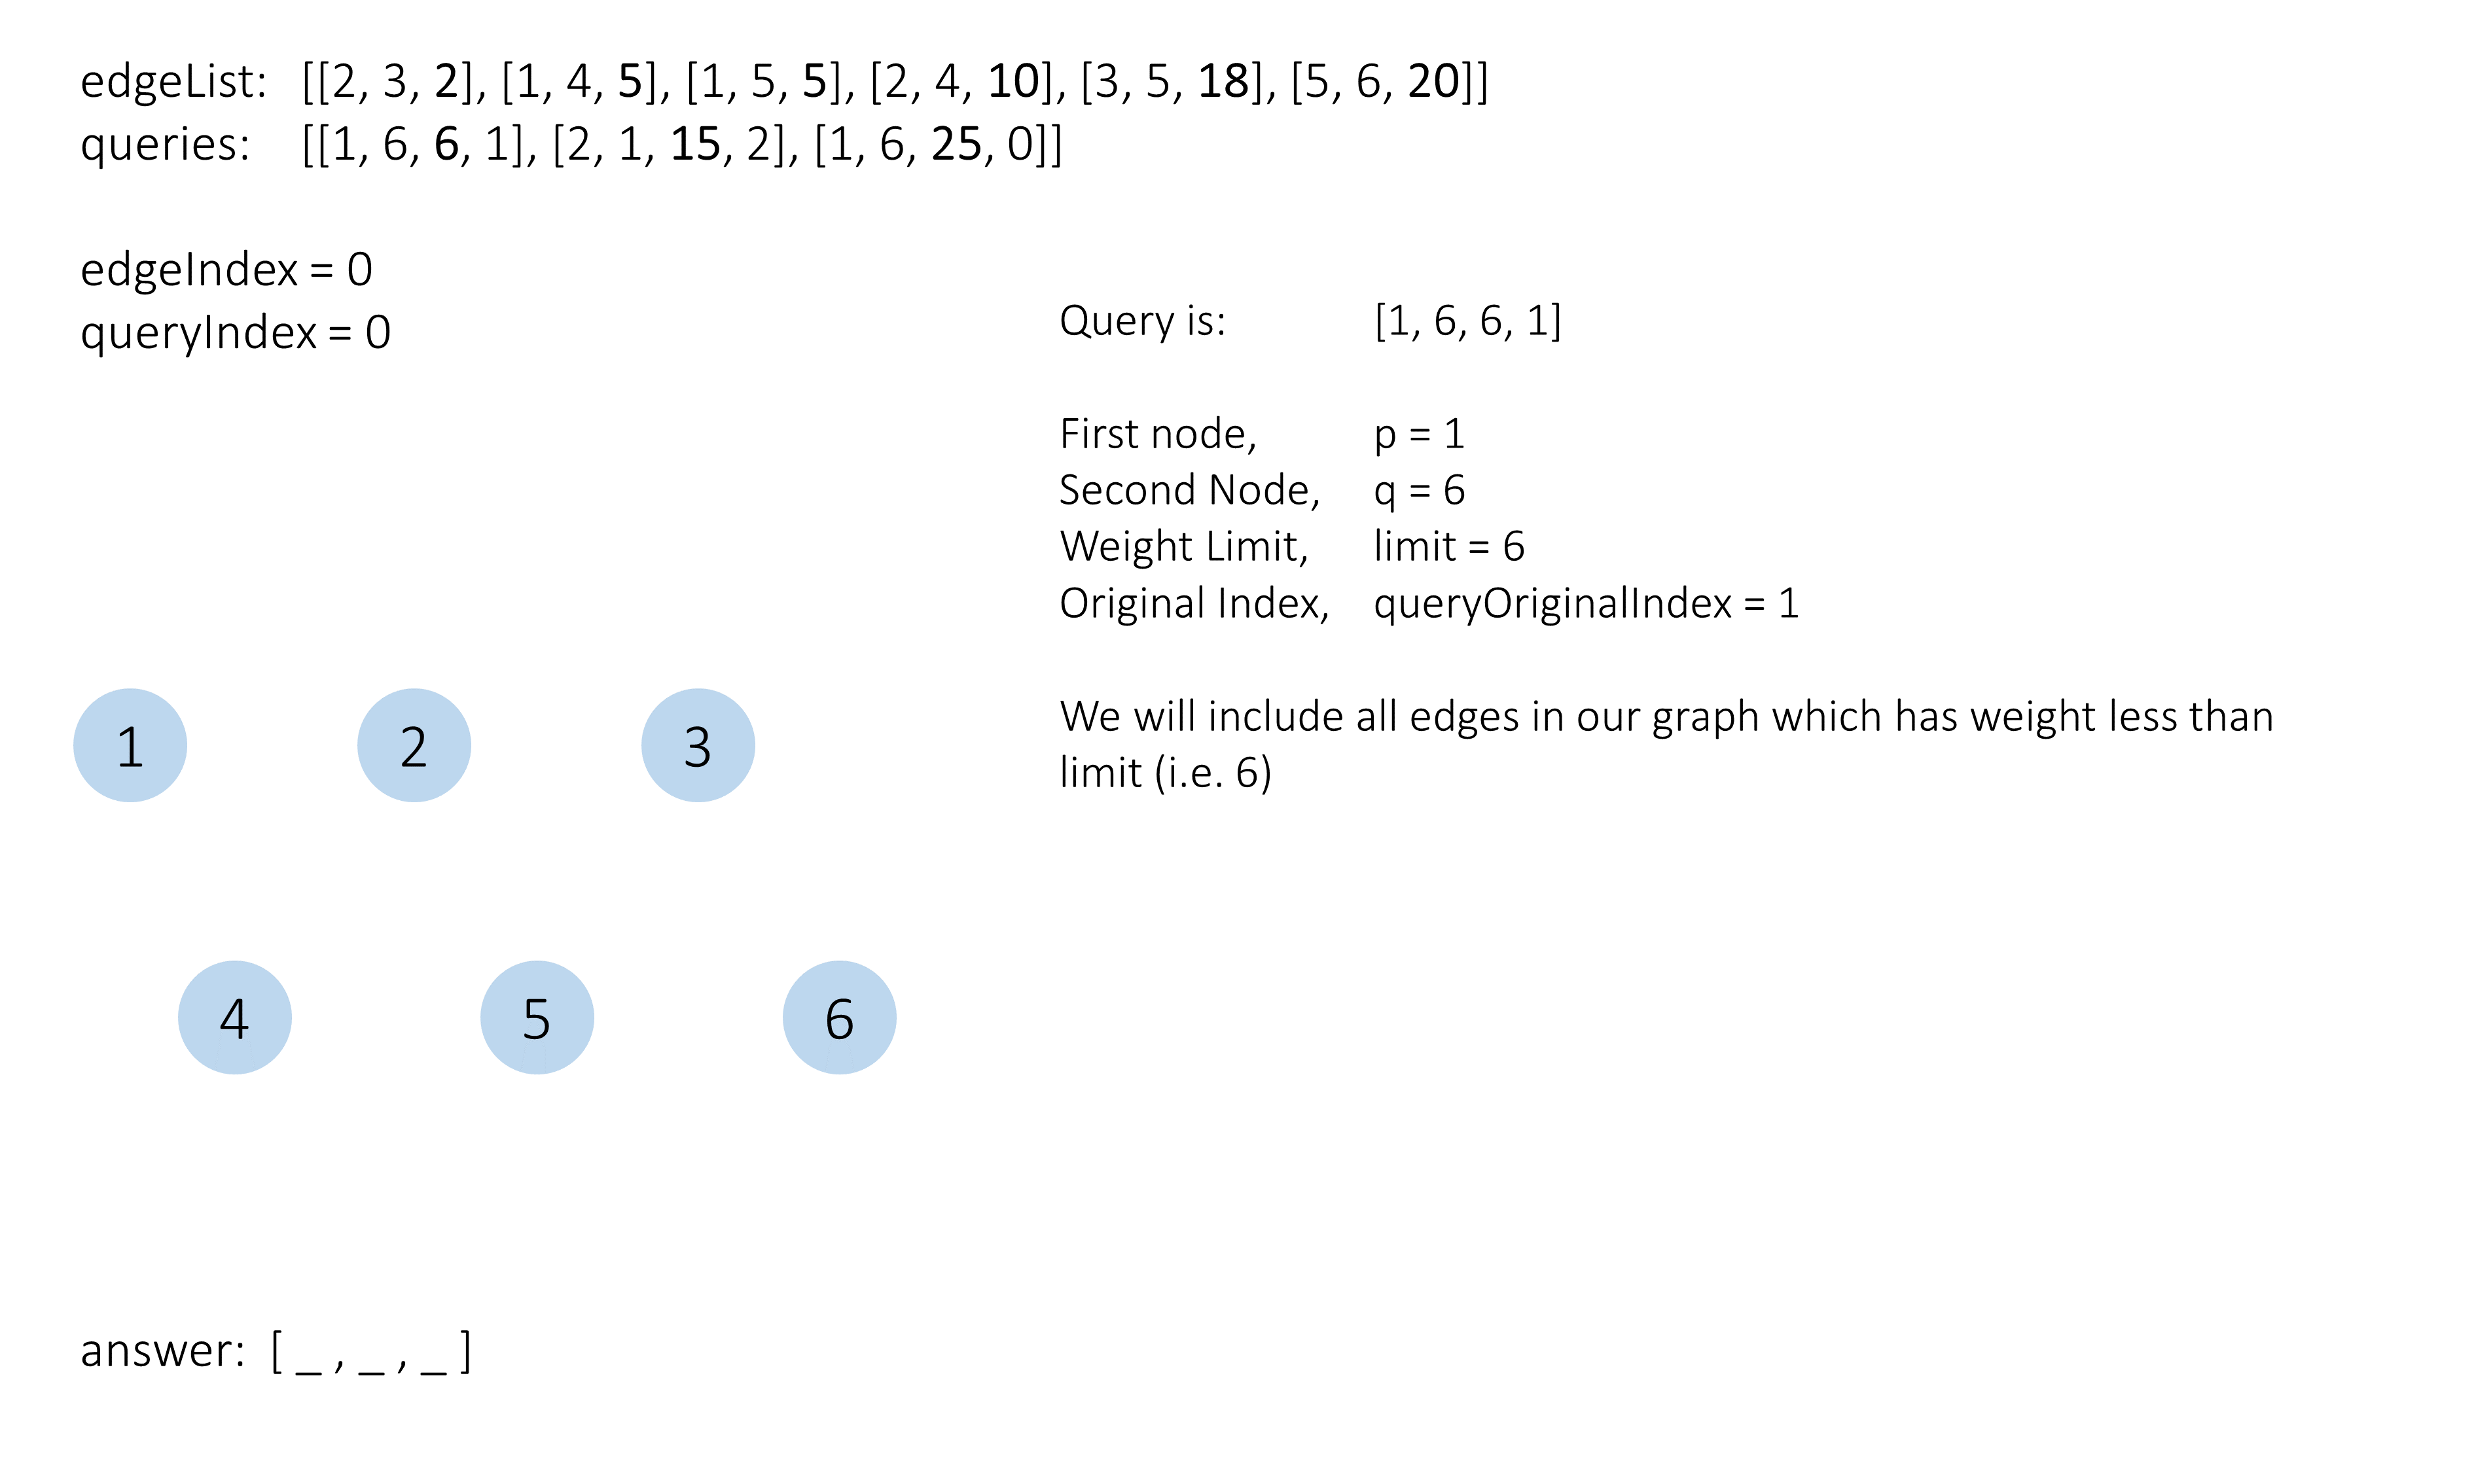 edgeList: [[2, 3, 2], [1, 4, 5], [1, 5, 5], [2, 4, 10], [3, 5, 18], [5, 6, 20]]
queries: [[1, 6, 6, 1], [2, 1, 15, 2], [1, 6, 25, 0]]
edgeIndex = 0
queryIndex = 0
Query is: [1, 6, 6, 1]
First node, p = 1
Second Node, q = 6
Weight Limit, limit = 6
Original Index, queryOriginalIndex = 1
We will include all edges in our graph which has weight less than
limit (i.e. 6)
1 2 3
4 5 6
answer: [ _ , _ , _ ]